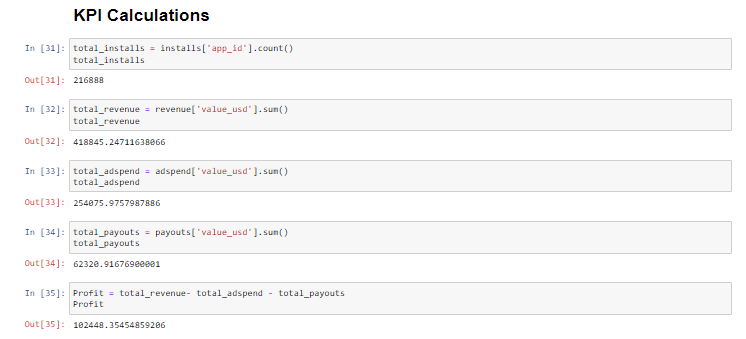 KPI Calculations
In [31]: total_installs = installs['app_id'].count()
total_installs
Out[31]: 216888
In [32]: total_revenue = revenue['value_usd'].sum()
total_revenue
Out[32]: 418845.24711638066
In [33]: total_adspend = adspend['value_usd'].sum()
total_adspend
Out[33]: 254075.9757987886
In [34]: total_payouts = payouts['value_usd'].sum()
total_payouts
Out[34]: 62320.91676900001
In [35]: Profit = total_revenue- total_adspend - total_payouts
Profit
Out[35]: 102448.35454859206